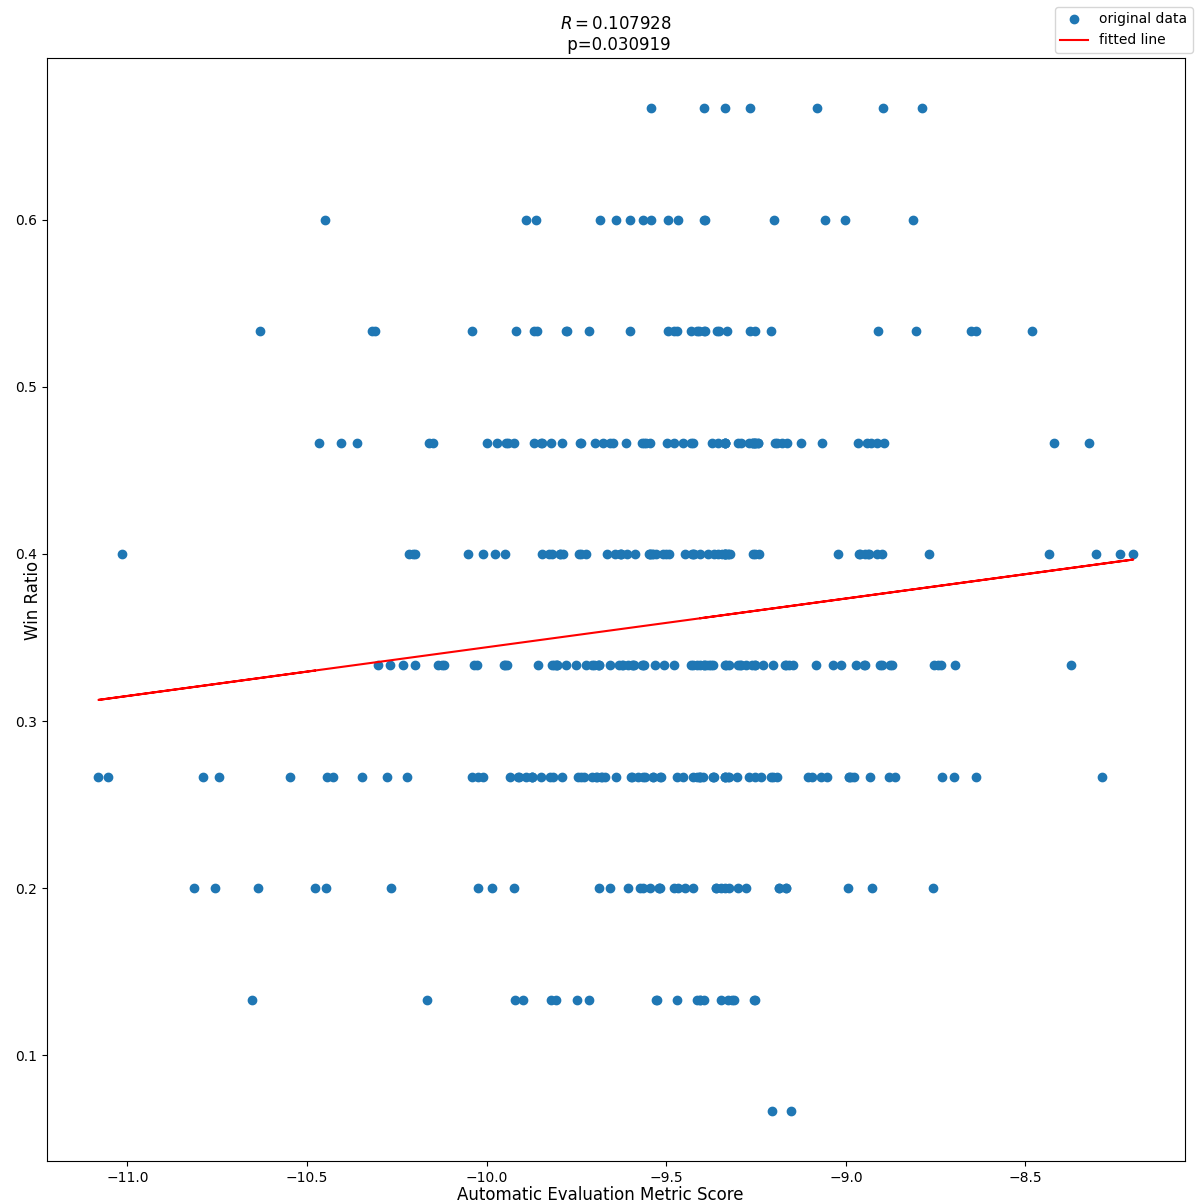 R = 0.107928
p=0.030919
original data
fitted line
Win Ratio
0.6
0.5
0.4
0.3
0.2
0.1
−11.0
−10.5
−10.0
−9.5
−9.0
−8.5
Automatic Evaluation Metric Score